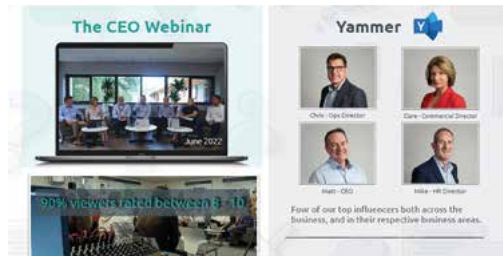 The CEO Webinar
June 2022
90% viewers rated between 8 - 10
Yammer
Chris - Ops Director
Clare - Commercial Director
Matt - CEO
Mike - HR Director
Four of our top influencers both across the
business, and in their respective business areas.